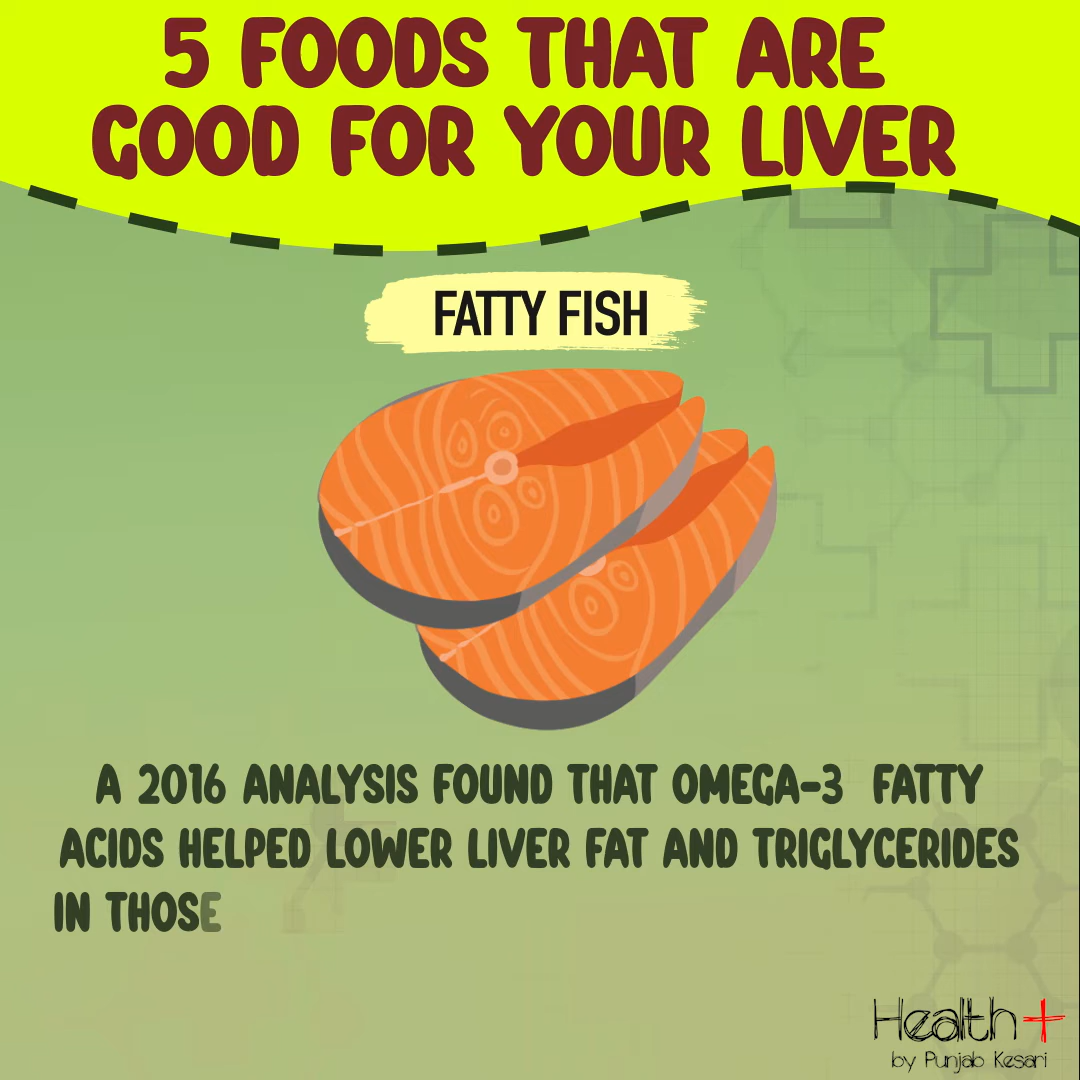 5 FOODS THAT ARE
GOOD FOR YOUR LIVER
FATTY FISH
A 2016 ANALYSIS FOUND THAT OMEGA-3 FATTY
ACIDS HELPED LOWER LIVER FAT AND TRIGLYCERIDES
IN THOSE
Health+
by Punjab Kesari